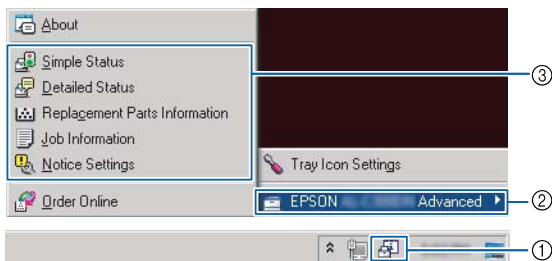 About
Simple Status
Detailed Status
Replacement Parts Information
Job Information
Notice Settings
Order Online
③
Tray Icon Settings
EPSON Advanced
②
①